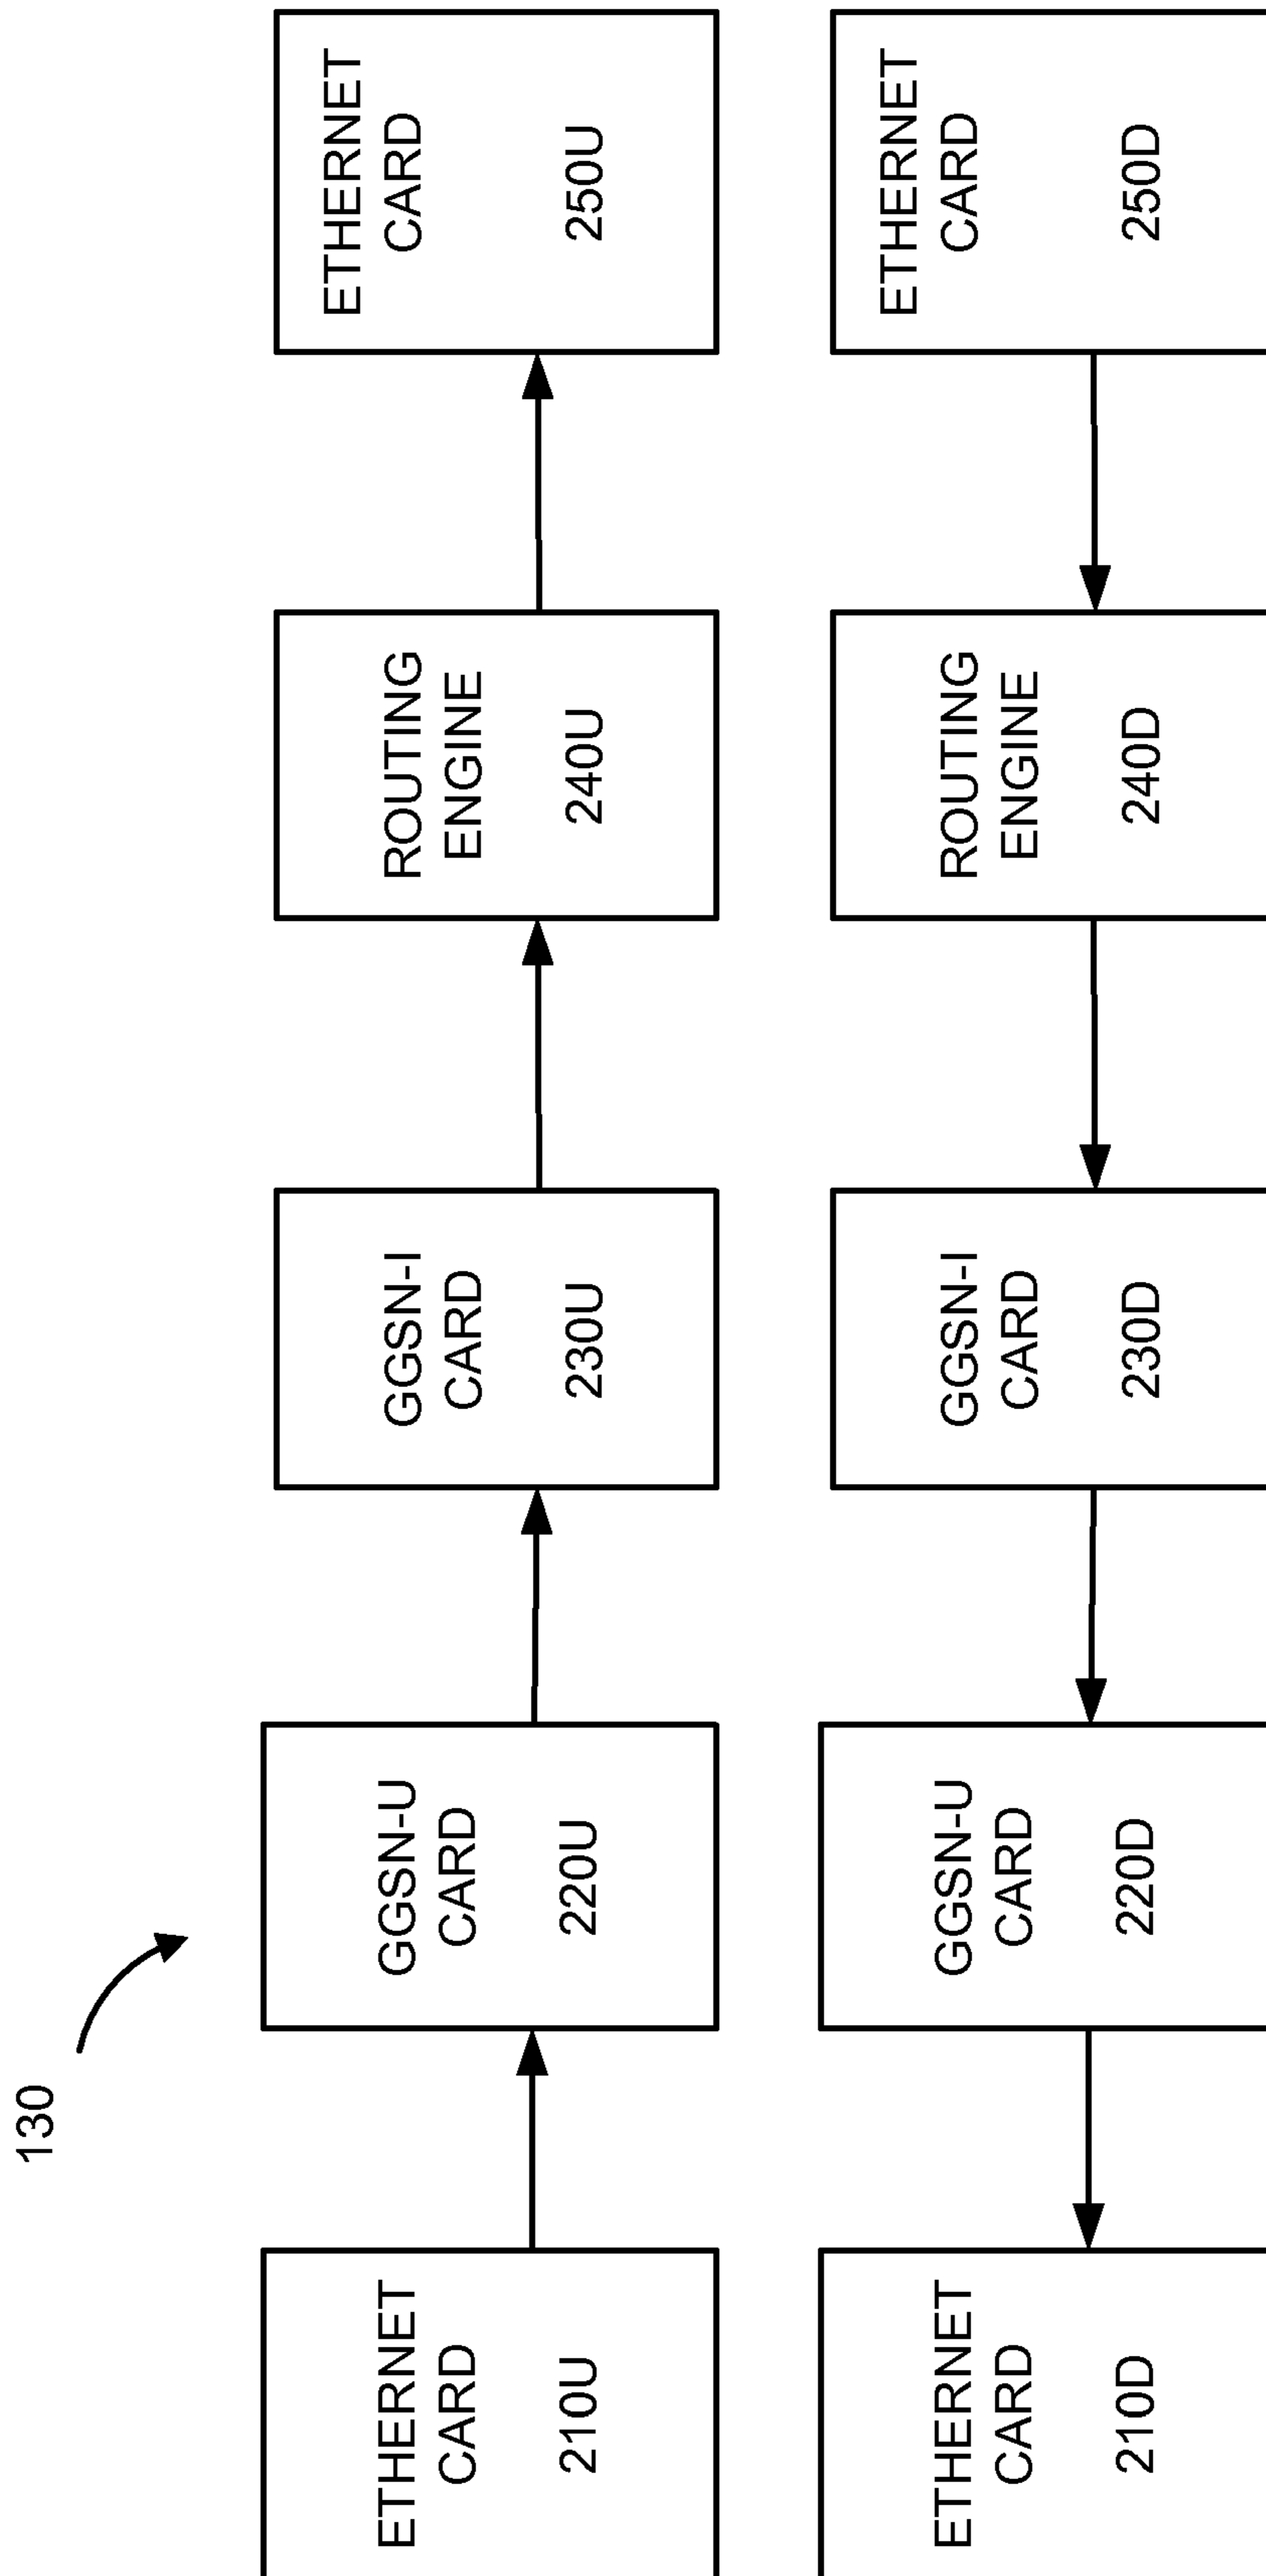 130
ETHERNET
CARD
210U
GGSN-U
CARD
220U
GGSN-I
CARD
230U
ROUTING
ENGINE
240U
ETHERNET
CARD
250U
ETHERNET
CARD
210D
GGSN-U
CARD
220D
GGSN-I
CARD
230D
ROUTING
ENGINE
240D
ETHERNET
CARD
250D